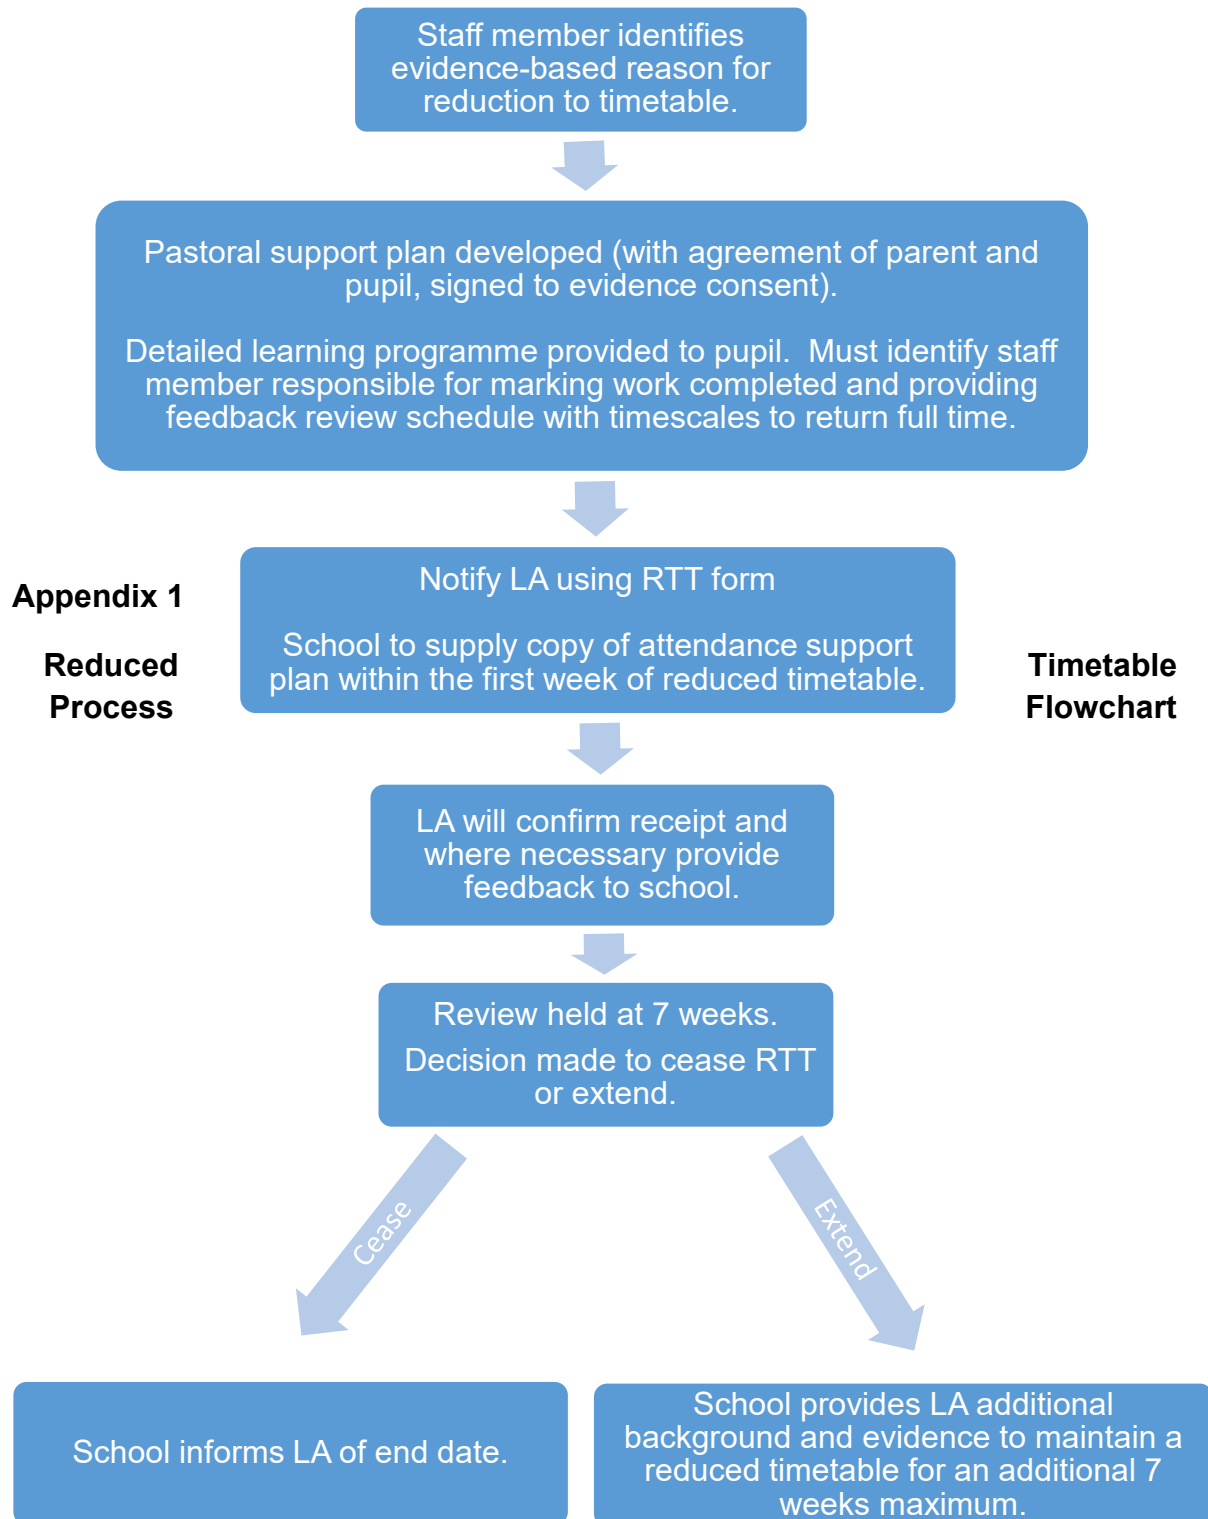 Staff member identifies
evidence-based reason for
reduction to timetable.
Pastoral support plan developed (with agreement of parent and
pupil, signed to evidence consent).
Detailed learning programme provided to pupil.  Must identify staff
member responsible for marking work completed and providing
feedback review schedule with timescales to return full time.
Appendix 1
Reduced
Process
Notify LA using RTT form
School to supply copy of attendance support
plan within the first week of reduced timetable.
Timetable
Flowchart
LA will confirm receipt and
where necessary provide
feedback to school.
Review held at 7 weeks.
Decision made to cease RTT
or extend.
Cease
Extend
School informs LA of end date.
School provides LA additional
background and evidence to maintain a
reduced timetable for an additional 7
weeks maximum.